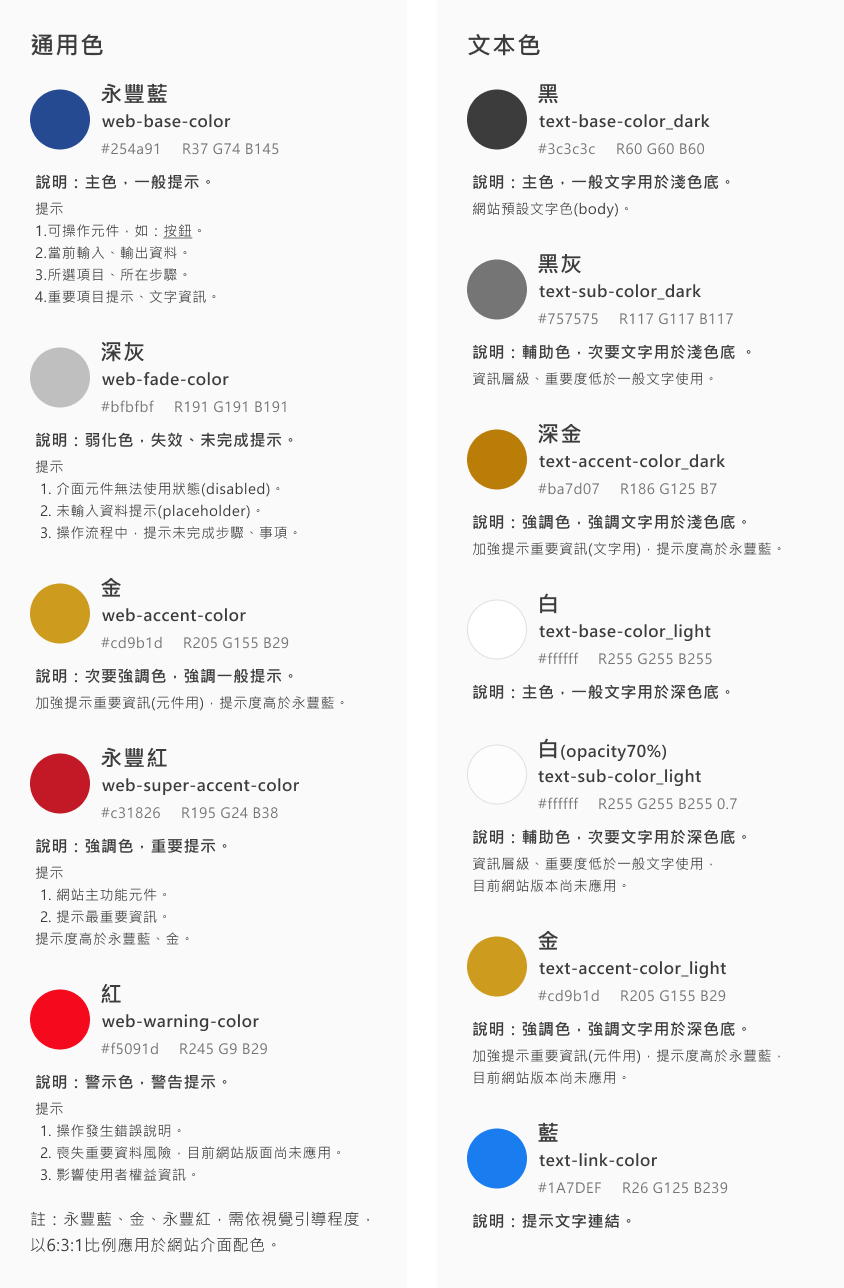 通用色
永豐藍
web-base-color
#254a91 R37 G74 B145
說明：主色，一般提示。
提示
1.可操作元件，如：按鈕。
2.當前輸入、輸出資料。
3.所選項目、所在步驟。
4.重要項目提示、文字資訊。
深灰
web-fade-color
#bfbfbf R191 G191 B191
說明：弱化色，失效、未完成提示。
提示
1. 介面元件無法使用狀態(disabled)。
2. 未輸入資料提示(placeholder)。
3. 操作流程中，提示未完成步驟、事項。
金
web-accent-color
#cd9b1d R205 G155 B29
說明：次要強調色，強調一般提示。
加強提示重要資訊(元件用)，提示度高於永豐藍。
永豐紅
web-super-accent-color
#c31826 R195 G24 B38
說明：強調色，重要提示。
提示
1. 網站主功能元件。
2. 提示最重要資訊。
提示度高於永豐藍、金。
紅
web-warning-color
#f5091d R245 G9 B29
說明：警示色，警告提示。
提示
1. 操作發生錯誤說明。
2. 喪失重要資料風險，目前網站版面尚未應用。
3. 影響使用者權益資訊。
註：永豐藍、金、永豐紅，需依視覺引導程度，
以6:3:1比例應用於網站介面配色。
文本色
黑
text-base-color_dark
#3c3c3c R60 G60 B60
說明：主色，一般文字用於淺色底。
網站預設文字色(body)。
黑灰
text-sub-color_dark
#757575 R117 G117 B117
說明：輔助色，次要文字用於淺色底 。
資訊層級、重要度低於一般文字使用。
深金
text-accent-color_dark
#ba7d07 R186 G125 B7
說明：強調色，強調文字用於淺色底。
加強提示重要資訊(文字用)，提示度高於永豐藍。
白
text-base-color_light
#ffffff R255 G255 B255
說明：主色，一般文字用於深色底。
白(opacity70%)
text-sub-color_light
#ffffff R255 G255 B255 0.7
說明：輔助色，次要文字用於深色底。
資訊層級、重要度低於一般文字使用，
目前網站版本尚未應用。
金
text-accent-color_light
#cd9b1d R205 G155 B29
說明：強調色，強調文字用於深色底。
加強提示重要資訊(元件用)，提示度高於永豐藍，
目前網站版本尚未應用。
藍
text-link-color
#1A7DEF R26 G125 B239
說明：提示文字連結。